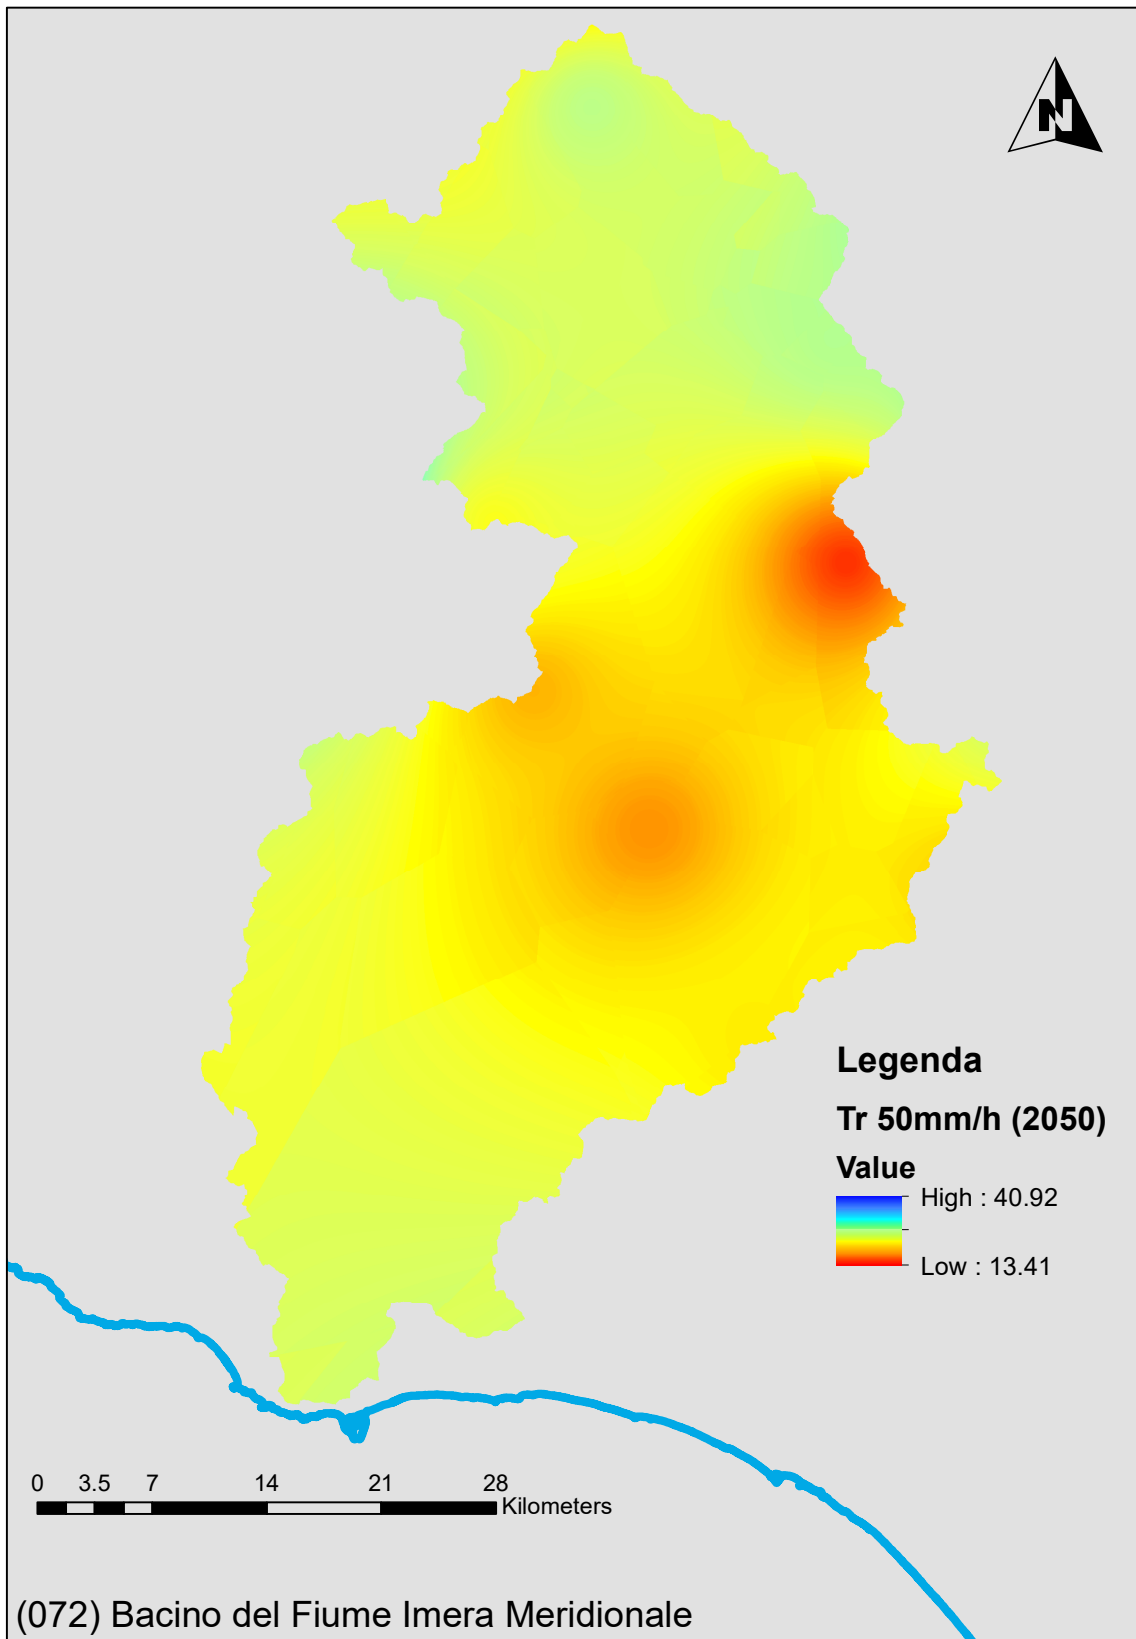 N
Legenda
Tr 50mm/h (2050)
Value
High : 40.92
Low : 13.41
0 3.5 7 14 21 28
Kilometers
(072) Bacino del Fiume Imera Meridionale